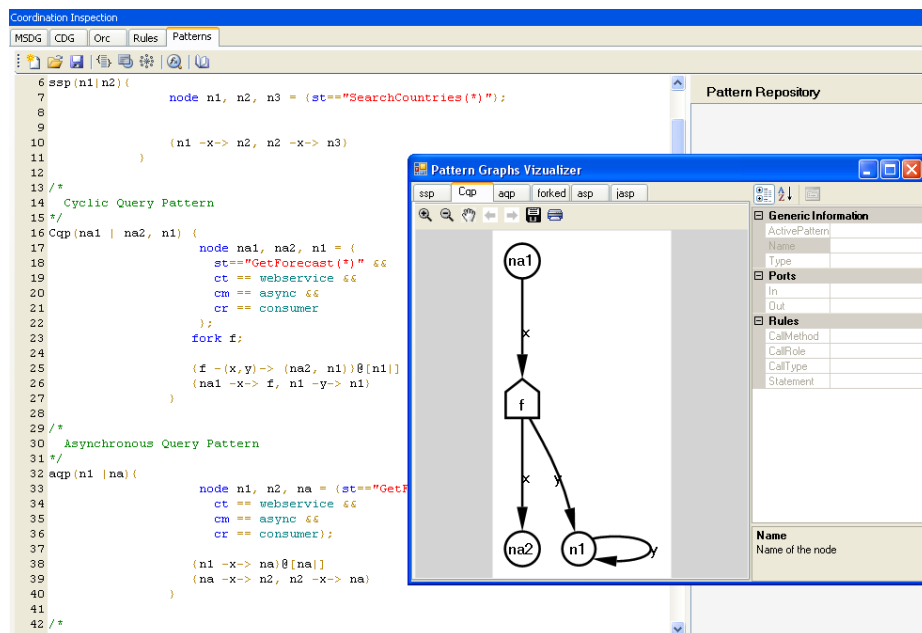 Coordination Inspection
MSDG CDG Orc Rules Patterns
6 ssp(n1|n2){
7 node n1, n2, n3 = (st=="SearchCountries(*)");
8
9
10 {n1 -x-> n2, n2 -x-> n3}
11 }
12
13 /*
14 Cyclic Query Pattern
15 */
16 Cqp(na1 | na2, n1) {
17 node na1, na2, n1 = {
18 st=="GetForecast(*)" &&
19 ct == webservice &&
20 cm == async &&
21 cr == consumer
22 };
23 fork f;
24
25 {f -(x,y)-> (na2, n1)}@[n1|]
26 {na1 -x-> f, n1 -y-> n1}
27 }
28
29 /*
30 Asynchronous Query Pattern
31 */
32 aqp(n1 |na){
33 node n1, n2, na = (st=="GetF
34 ct == webservice &&
35 cm == async &&
36 cr == consumer);
37
38 {n1 -x-> na}@[na|]
39 {na -x-> n2, n2 -x-> na}
40 }
41
42 /*
Pattern Repository
Pattern Graphs Vizualizer
ssp Cqp aqp forked asp jasp
na1
x
f
x
y
na2
n1
y
Generic Information
ActivePattern
Name
Type
Ports
In
Out
Rules
CallMethod
CallRole
CallType
Statement
Name
Name of the node